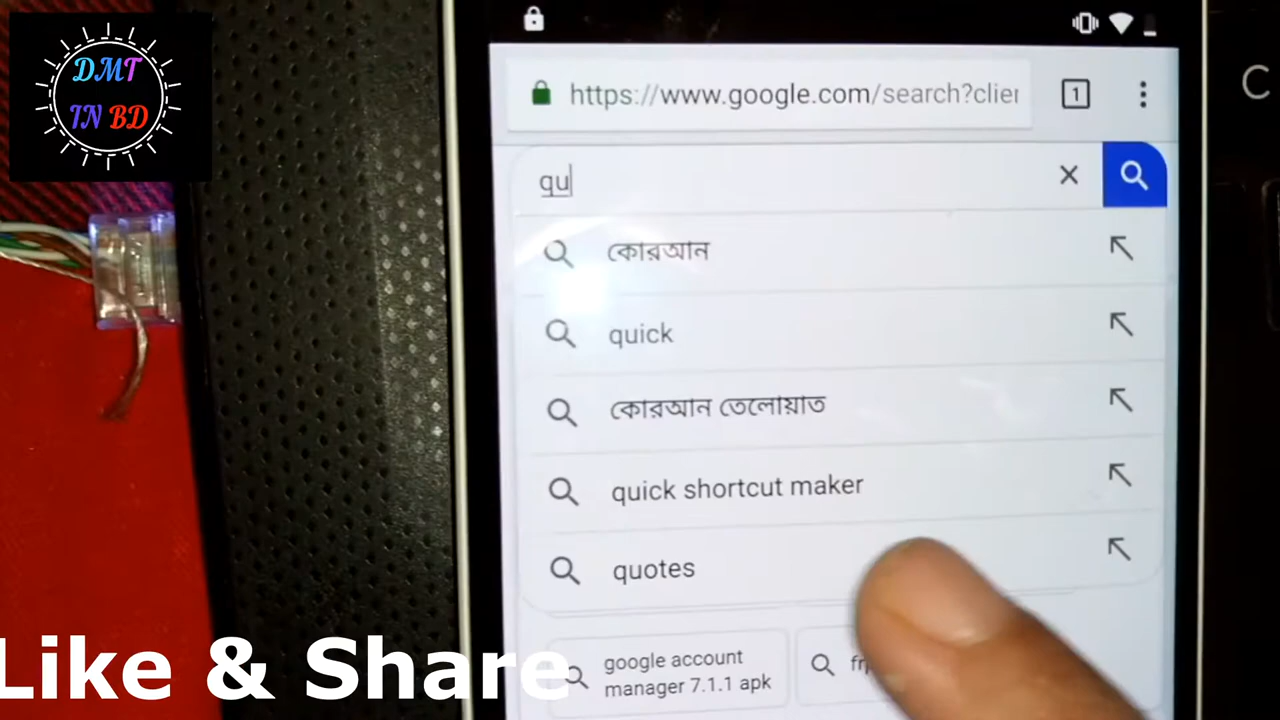 DMT
IN BD
1
https://www.google.com/search?clien
qu
কোরআন
quick
কোরআন তেলোয়াত
quick shortcut maker
quotes
google account
manager 7.1.1 apk
Like & Share
C